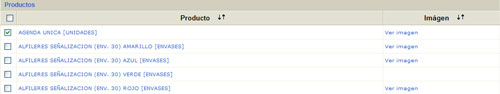 Productos
Producto Imágen
AGENDA UNICA [UNIDADES] Ver imagen
ALFILERES SEÑALIZACION (ENV. 30) AMARILLO [ENVASES] Ver imagen
ALFILERES SEÑALIZACION (ENV. 30) AZUL [ENVASES] Ver imagen
ALFILERES SEÑALIZACION (ENV. 30) VERDE [ENVASES]
ALFILERES SEÑALIZACION (ENV. 30) ROJO [ENVASES] Ver imagen